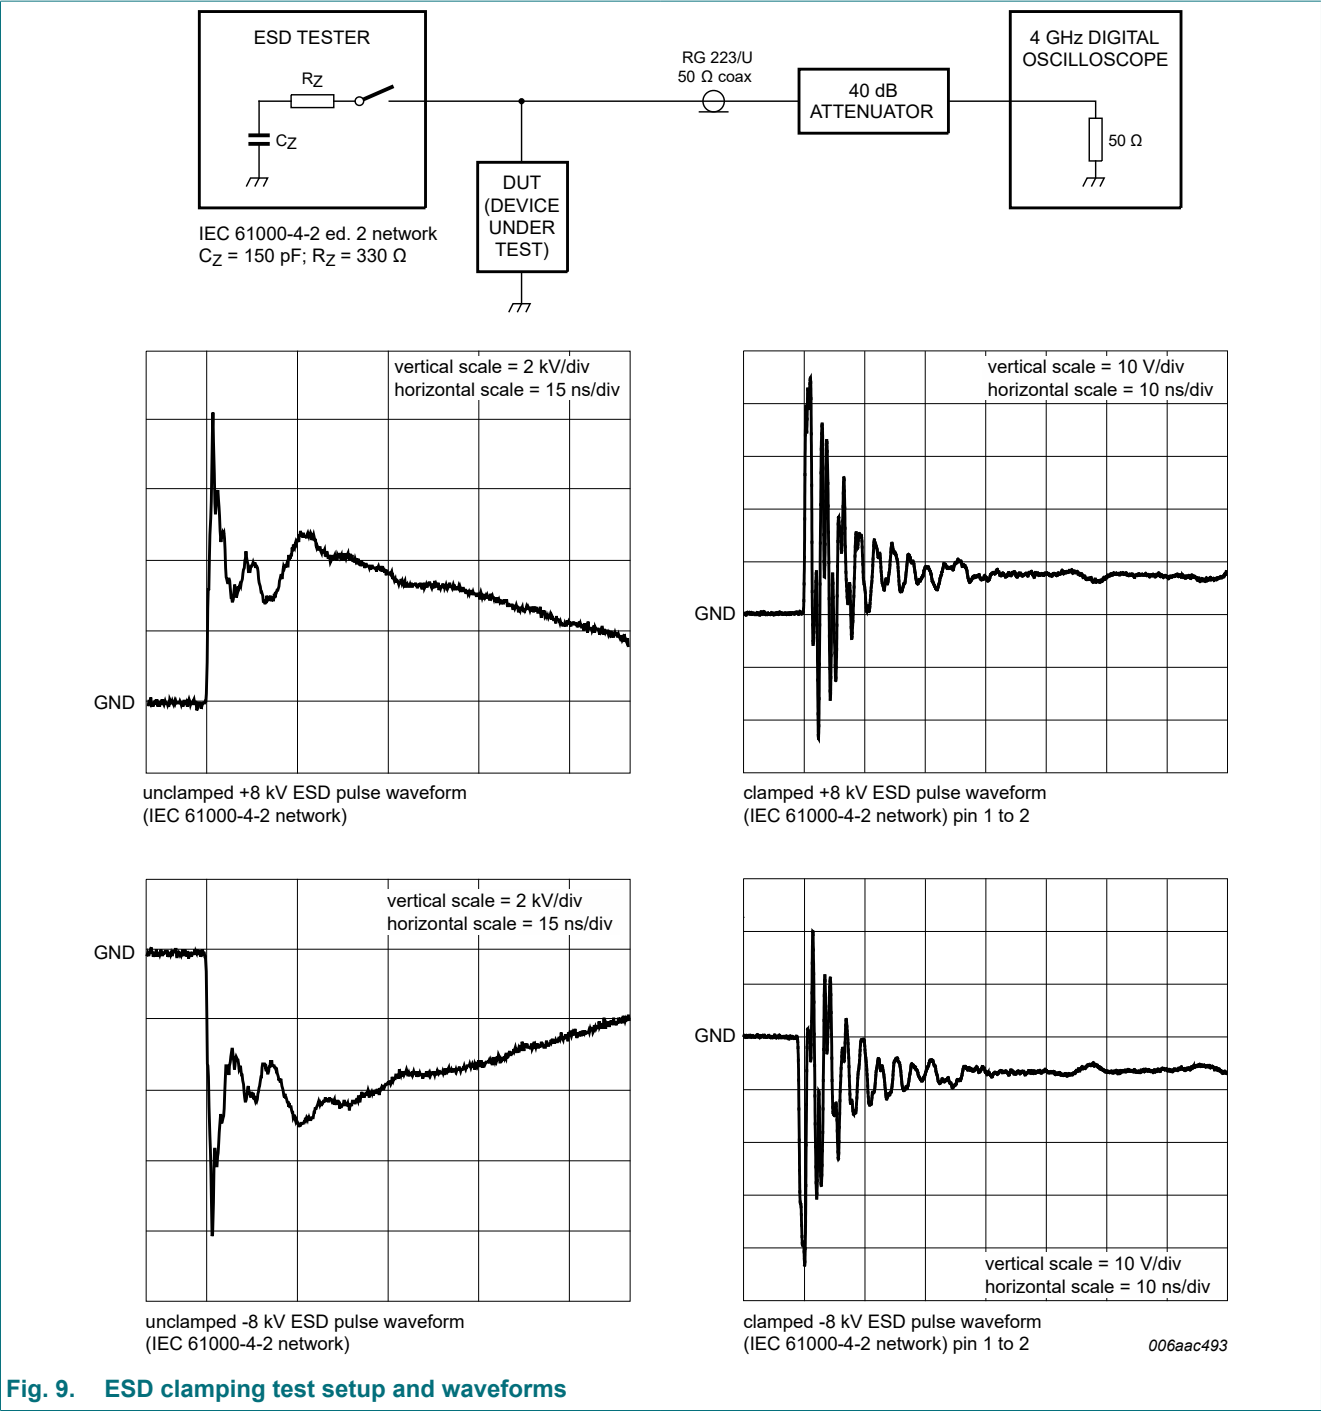 ESD TESTER
RZ
CZ
IEC 61000-4-2 ed. 2 network
CZ = 150 pF; RZ = 330 Ω
DUT
(DEVICE
UNDER
TEST)
RG 223/U
50 Ω coax
40 dB
ATTENUATOR
4 GHz DIGITAL
OSCILLOSCOPE
50 Ω
vertical scale = 2 kV/div
horizontal scale = 15 ns/div
GND
unclamped +8 kV ESD pulse waveform
(IEC 61000-4-2 network)
vertical scale = 10 V/div
horizontal scale = 10 ns/div
GND
clamped +8 kV ESD pulse waveform
(IEC 61000-4-2 network) pin 1 to 2
vertical scale = 2 kV/div
horizontal scale = 15 ns/div
GND
unclamped -8 kV ESD pulse waveform
(IEC 61000-4-2 network)
GND
vertical scale = 10 V/div
horizontal scale = 10 ns/div
clamped -8 kV ESD pulse waveform
(IEC 61000-4-2 network) pin 1 to 2
006aac493
Fig. 9. ESD clamping test setup and waveforms